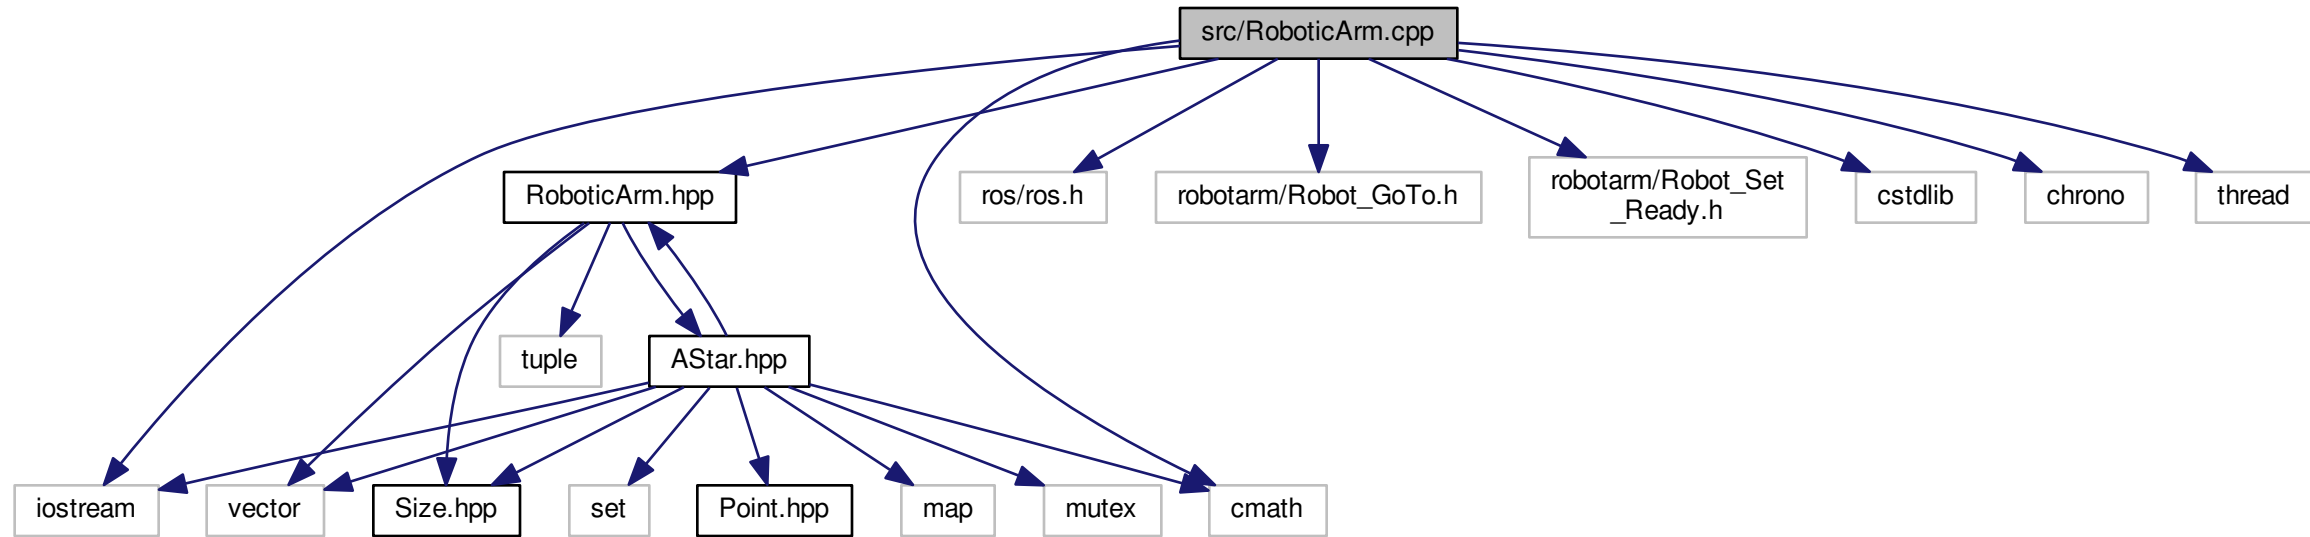 src/RoboticArm.cpp
RoboticArm.hpp
ros/ros.h
robotarm/Robot_GoTo.h
robotarm/Robot_Set
_Ready.h
cstdlib
chrono
thread
tuple
AStar.hpp
iostream
vector
Size.hpp
set
Point.hpp
map
mutex
cmath